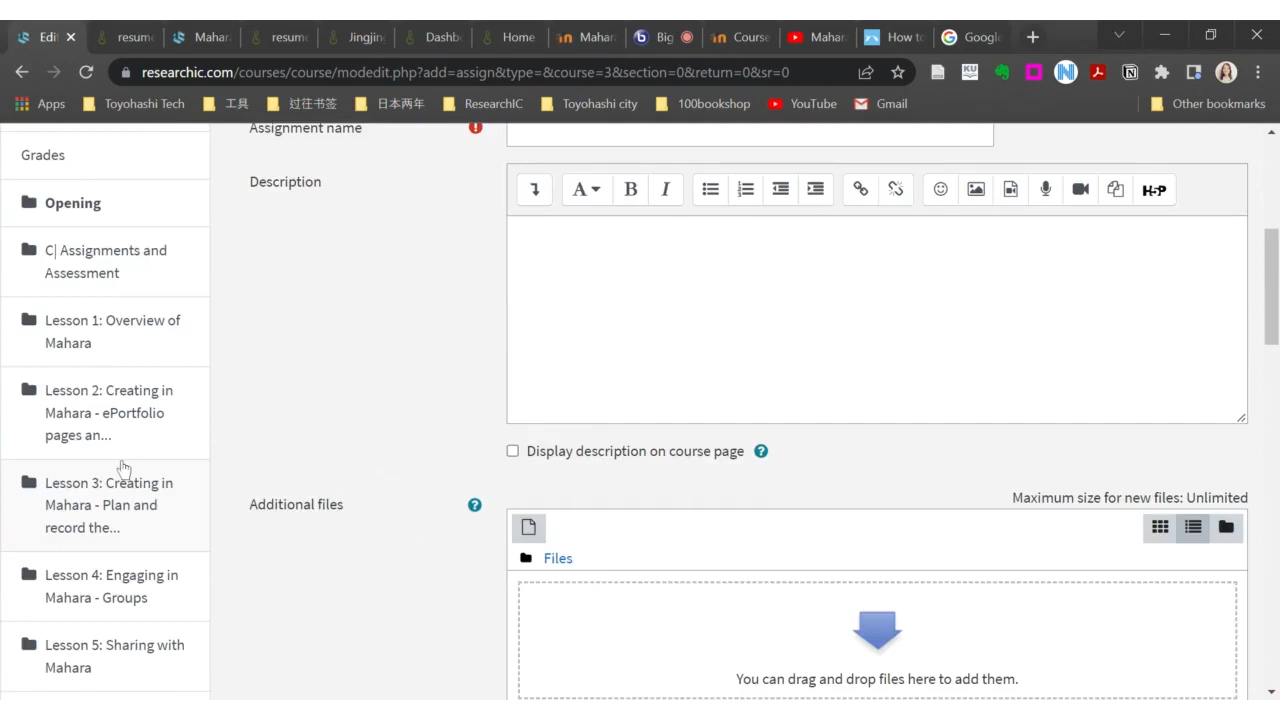 Edi
resum
Mahar
resum
Jingjin
Dashb
Home
Mahar
Big
Course
Mahar
How to
Google
researchic.com/courses/course/modedit.php?add=assign&type=&course=3&section=0&return=0&sr=0
Apps
Toyohashi Tech
工具
过往书签
日本两年
ResearchIC
Toyohashi city
100bookshop
YouTube
Gmail
Other bookmarks
Grades
Opening
C| Assignments and
Assessment
Lesson 1: Overview of
Mahara
Lesson 2: Creating in
Mahara - ePortfolio
pages an...
Lesson 3: Creating in
Mahara - Plan and
record the...
Lesson 4: Engaging in
Mahara - Groups
Lesson 5: Sharing with
Mahara
Assignment name
Description
A
B
I
H-P
Display description on course page
Additional files
Maximum size for new files: Unlimited
Files
You can drag and drop files here to add them.